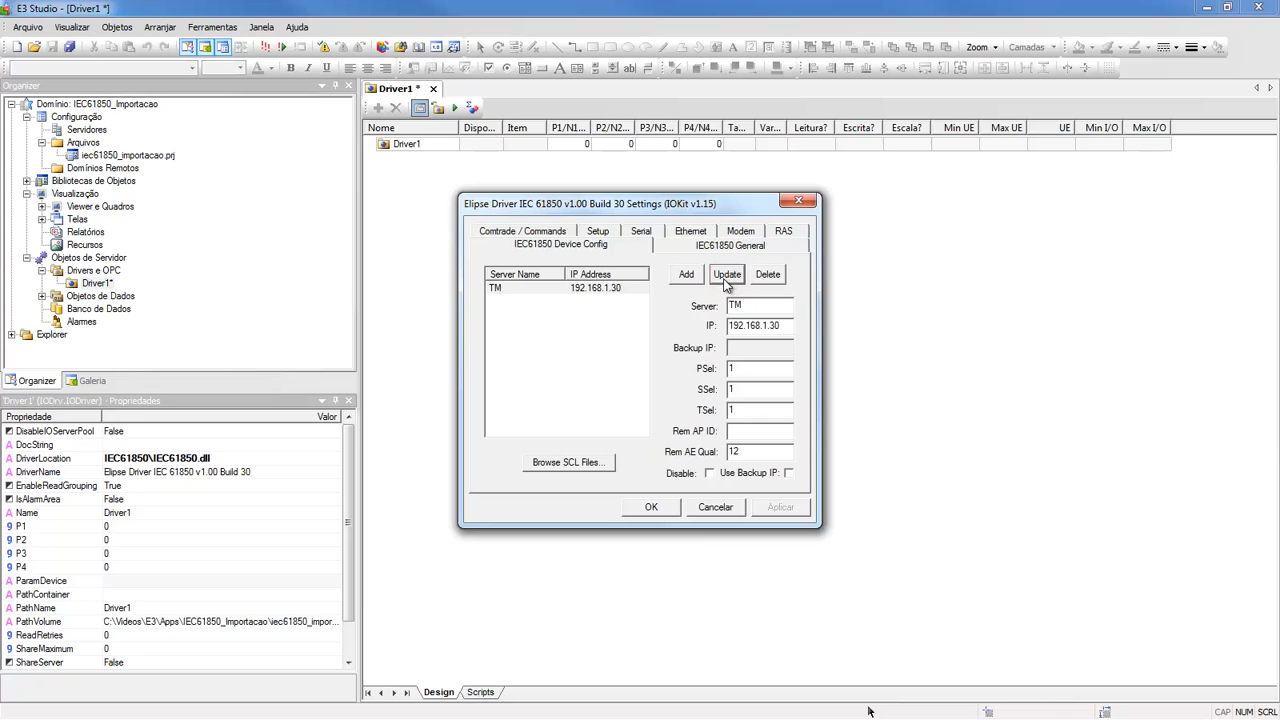 E3 Studio - [Driver1 *]
Arquivo Visualizar Objetos Arranjar Ferramentas Janela Ajuda
Zoom Camadas
Organizer
Driver1 *
Domínio: IEC61850_Importacao
Configuração
Servidores
Arquivos
iec61850_importacao.prj
Domínios Remotos
Bibliotecas de Objetos
Visualização
Viewer e Quadros
Telas
Relatórios
Recursos
Objetos de Servidor
Drivers e OPC
Driver1*
Objetos de Dados
Banco de Dados
Alarmes
Explorer
Organizer Galeria
Nome Dispo... Item P1/N1... P2/N2... P3/N3... P4/N4... Ta... Var... Leitura? Escrita? Escala? Min UE Max UE UE Min I/O Max I/O
Driver1 0 0 0 0
Elipse Driver IEC 61850 v1.00 Build 30 Settings (IOKit v1.15)
Comtrade / Commands Setup Serial Ethernet Modem RAS
IEC61850 Device Config IEC61850 General
Server Name IP Address
TM 192.168.1.30
Add Update Delete
Server: TM
IP: 192.168.1.30
Backup IP:
PSel: 1
SSel: 1
TSel: 1
Rem AP ID:
Rem AE Qual: 12
Browse SCL Files...
Disable: Use Backup IP:
OK Cancelar Aplicar
'Driver1' (IODrv.IODriver) - Propriedades
Propriedade Valor
DisableIOServerPool False
DocString
DriverLocation IEC61850\IEC61850.dll
DriverName Elipse Driver IEC 61850 v1.00 Build 30
EnableReadGrouping True
IsAlarmArea False
Name Driver1
P1 0
P2 0
P3 0
P4 0
ParamDevice
PathContainer
PathName Driver1
PathVolume C:\Videos\E3\Apps\IEC61850_Importacao\iec61850_impor...
ReadRetries 0
ShareMaximum 0
ShareServer False
Design Scripts
CAP NUM SCRL